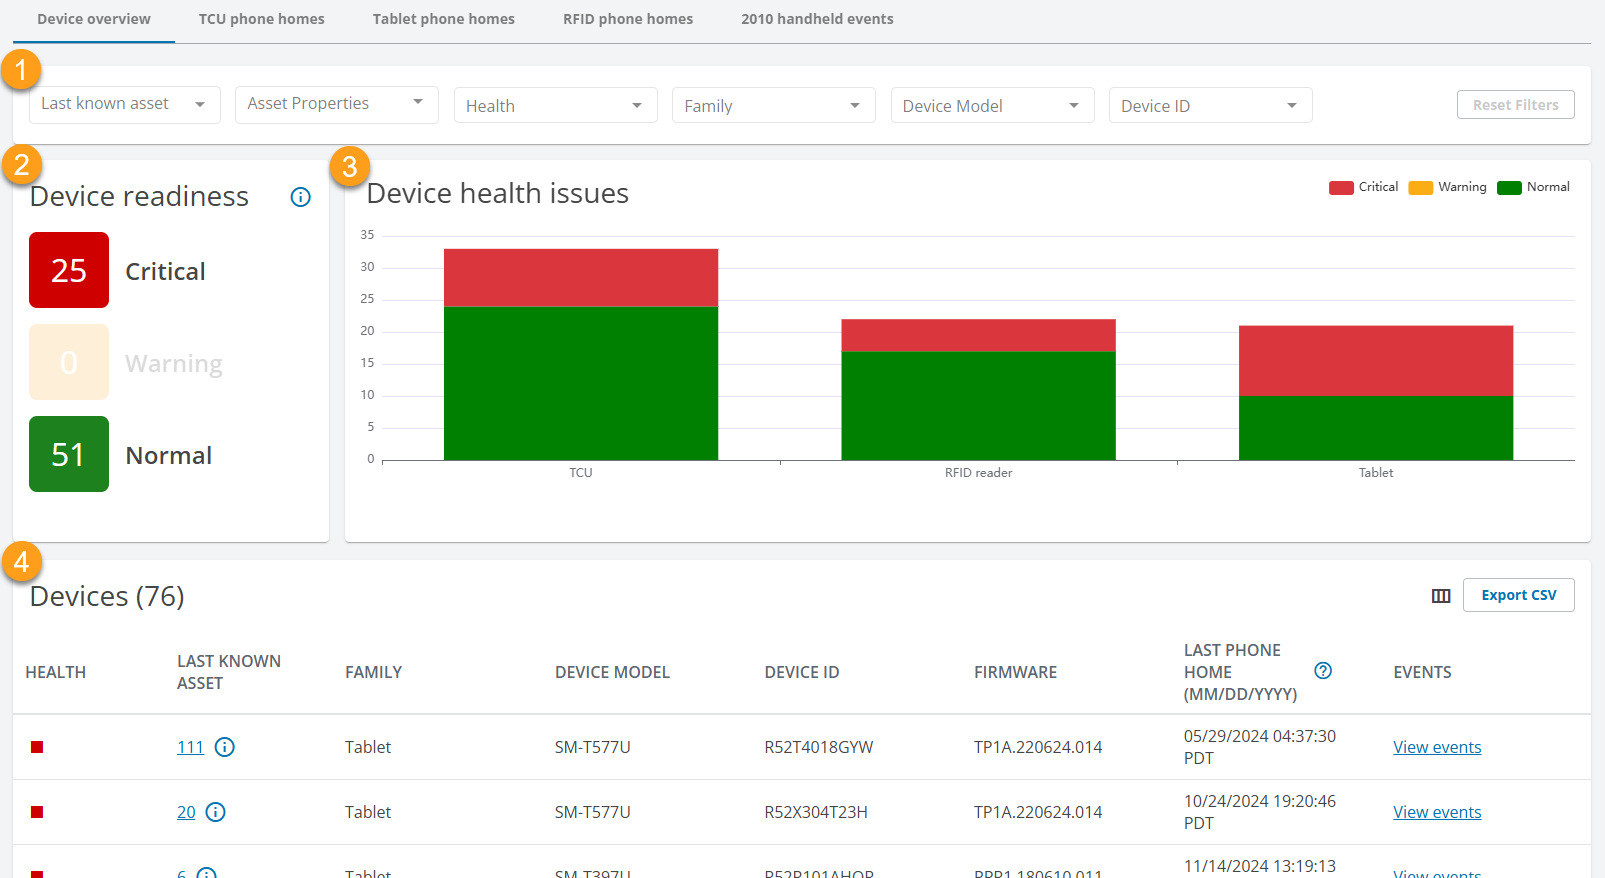 Device overview TCU phone homes Tablet phone homes RFID phone homes 2010 handheld events
1
Last known asset Asset Properties Health Family Device Model Device ID Reset Filters
2
Device readiness
25 Critical
0 Warning
51 Normal
3
Device health issues
Critical Warning Normal
35
30
25
20
15
10
5
0
TCU RFID reader Tablet
4
Devices (76)
Export CSV
HEALTH LAST KNOWN ASSET FAMILY DEVICE MODEL DEVICE ID FIRMWARE LAST PHONE HOME (MM/DD/YYYY) EVENTS
111 Tablet SM-T577U R52T4018GYW TP1A.220624.014 05/29/2024 04:37:30 PDT View events
20 Tablet SM-T577U R52X304T23H TP1A.220624.014 10/24/2024 19:20:46 PDT View events
6 Tablet SM-T397U 11/14/2024 13:19:13 View events